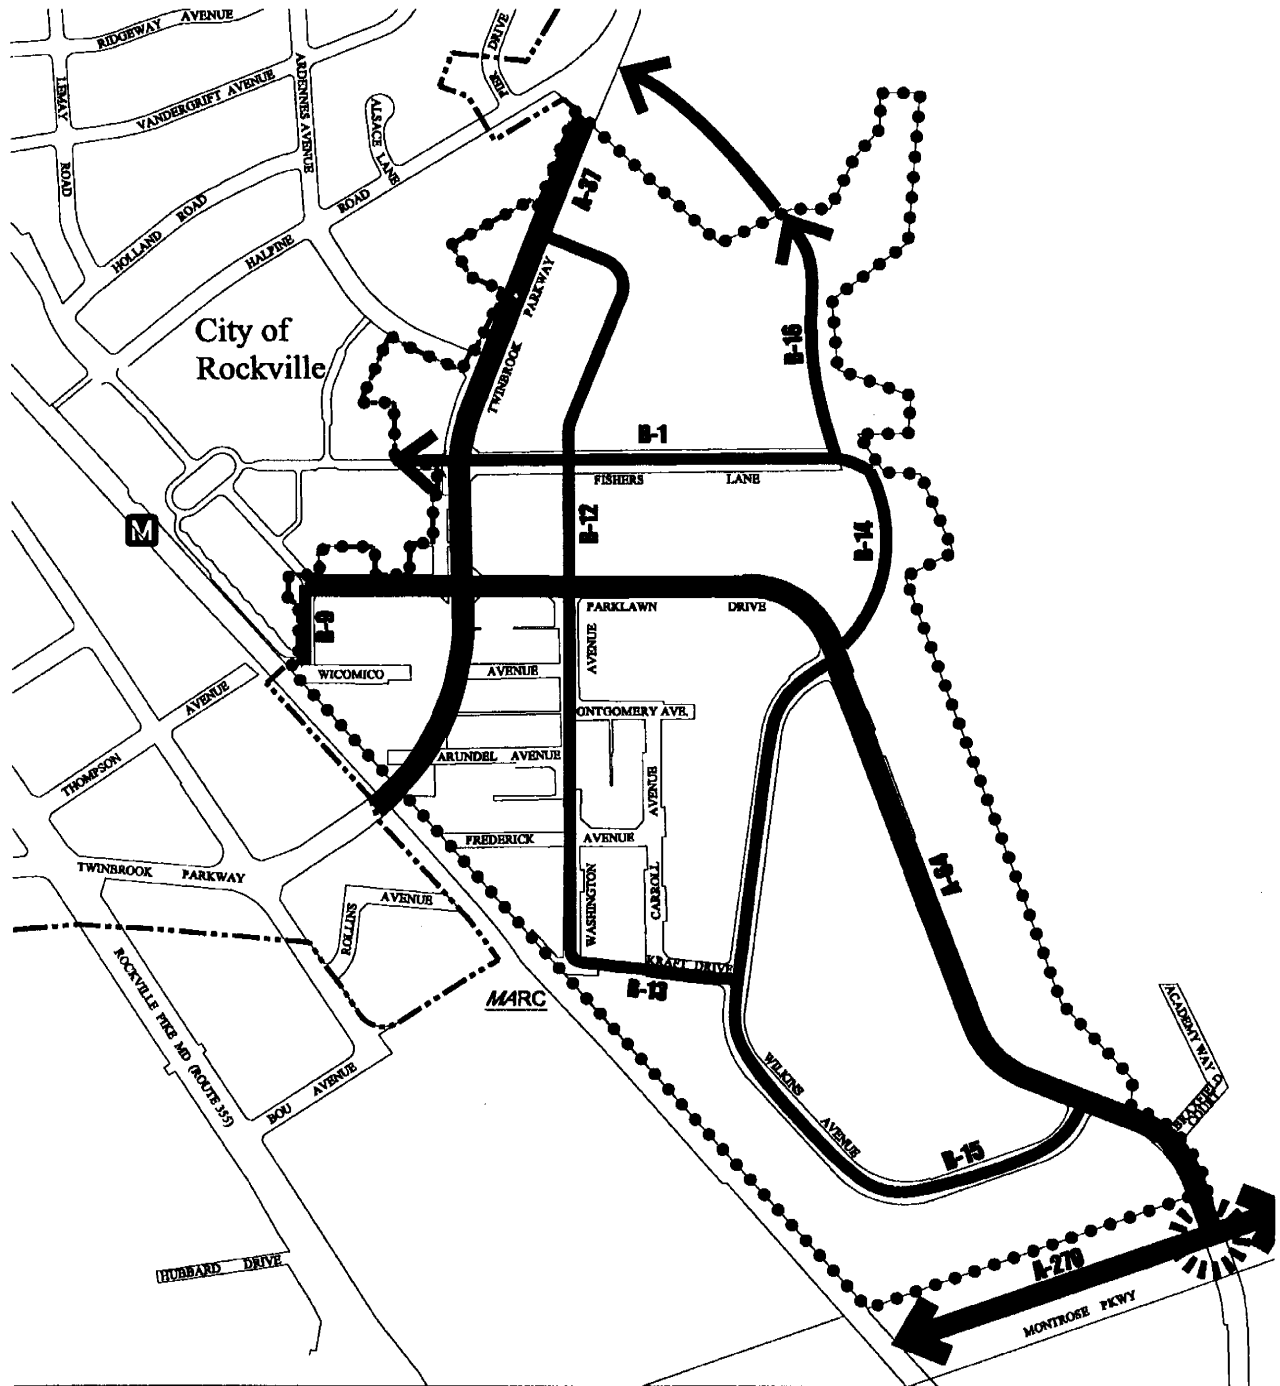 RIDGEWAY AVENUE
LEMAY
ROAD
VANDERGRIFT AVENUE
ARDENNES AVENUE
ALSACE LANE
PIER DRIVE
HOLLAND ROAD
HALPINE
ROAD
A-37
TWINBROOK PARKWAY
City of
Rockville
B-16
B-1
FISHERS LANE
M
B-12
B-14
PARKLAWN DRIVE
WICOMICO
AVENUE
AVENUE
ONTGOMERY AVE.
THOMPSON
AVENUE
ARUNDEL AVENUE
AVENUE
FREDERICK
AVENUE
TWINBROOK PARKWAY
WASHINGTON
CARROLL
ROLLINS
AVENUE
KRAFT DRIVE
B-13
MARC
ROCKVILLE PIKE MD (ROUTE 355)
BOU AVENUE
WILKINS
AVENUE
B-15
ACADEMY WAY
BRAXFIELD
COURT
HUBBARD DRIVE
A-270
MONTROSE PKWY